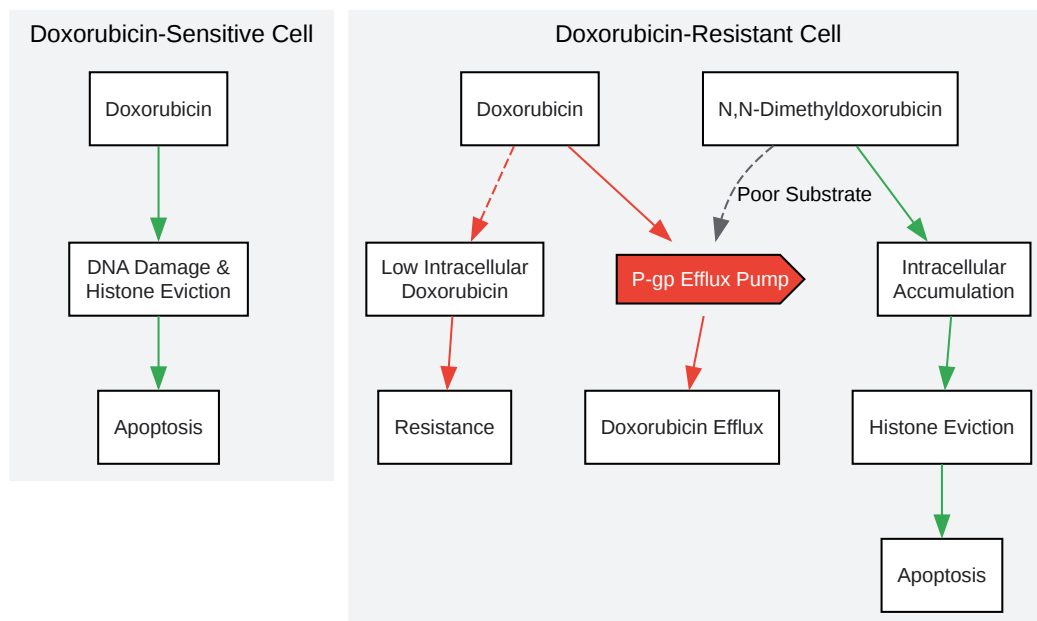 Doxorubicin-Sensitive Cell
Doxorubicin
DNA Damage &
Histone Eviction
Apoptosis
Doxorubicin-Resistant Cell
Doxorubicin
N,N-Dimethyldoxorubicin
Poor Substrate
Low Intracellular
Doxorubicin
P-gp Efflux Pump
Intracellular
Accumulation
Resistance
Doxorubicin Efflux
Histone Eviction
Apoptosis